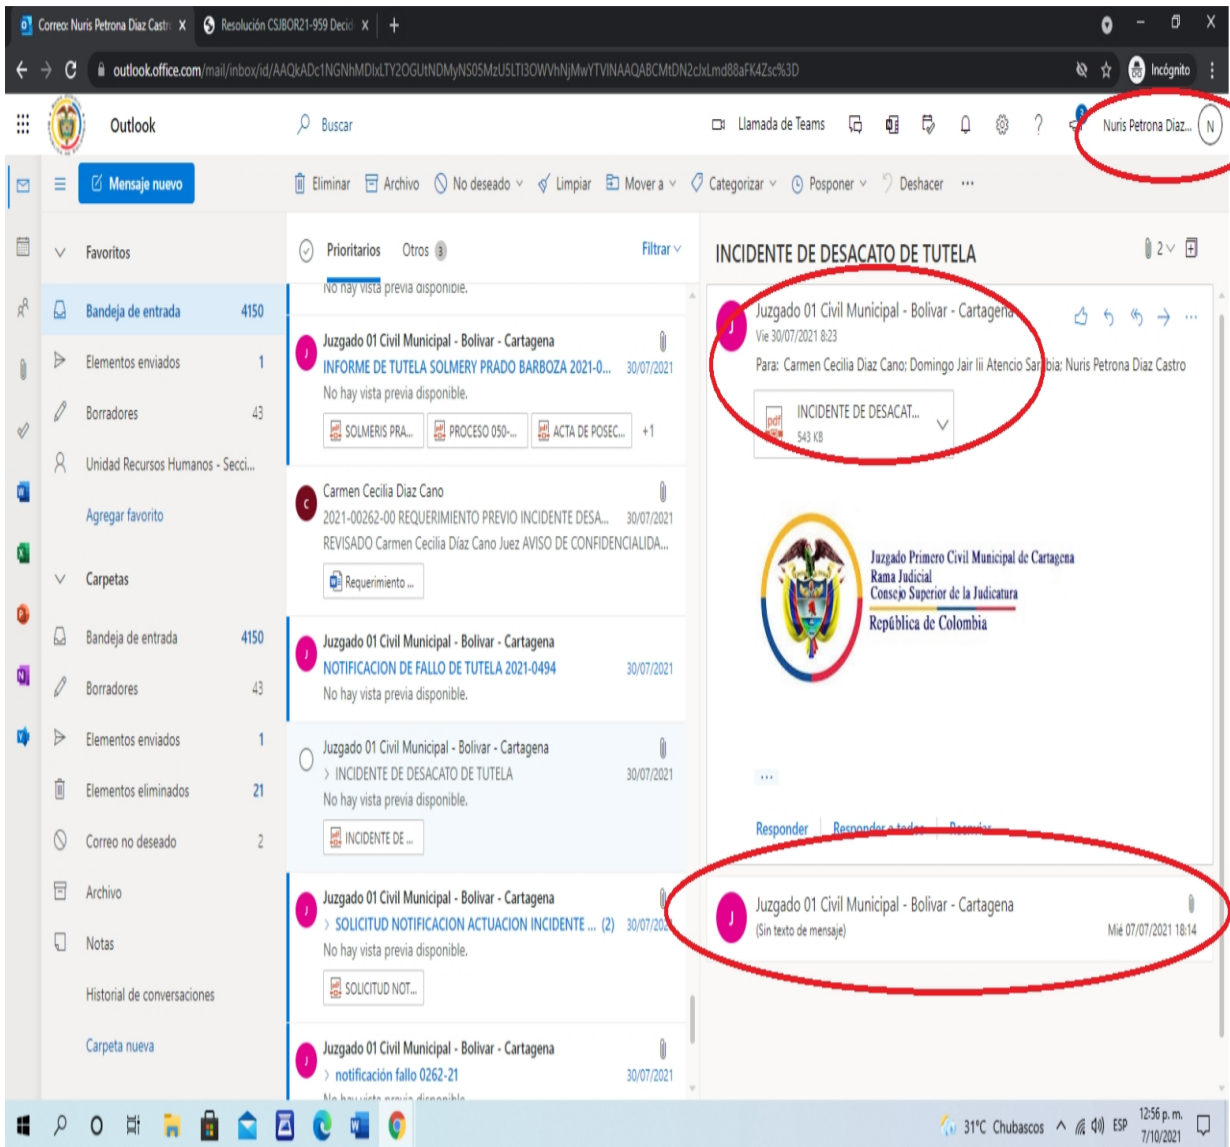 Correo: Nuris Petrona Diaz Castr
Resolución CSJBOR21-959 Decid
outlook.office.com/mail/inbox/id/
Incógnito
Outlook
Buscar
Llamada de Teams
3
Nuris Petrona Diaz...
N
Mensaje nuevo
Eliminar
Archivo
No deseado
Limpiar
Mover a
Categorizar
Posponer
Deshacer
Favoritos
Bandeja de entrada 4150
Elementos enviados 1
Borradores 43
Unidad Recursos Humanos - Secci...
Agregar favorito
Carpetas
Bandeja de entrada 4150
Borradores 43
Elementos enviados 1
Elementos eliminados 21
Correo no deseado 2
Archivo
Notas
Historial de conversaciones
Carpeta nueva
Prioritarios Otros 3 Filtrar
No hay vista previa disponible.
J
Juzgado 01 Civil Municipal - Bolivar - Cartagena
INFORME DE TUTELA SOLMERY PRADO BARBOZA 2021-0... 30/07/2021
No hay vista previa disponible.
SOLMERIS PRA... PROCESO 050-... ACTA DE POSEC... +1
C
Carmen Cecilia Diaz Cano
2021-00262-00 REQUERIMIENTO PREVIO INCIDENTE DESA... 30/07/2021
REVISADO Carmen Cecilia Díaz Cano Juez AVISO DE CONFIDENCIALIDA...
Requerimiento ...
J
Juzgado 01 Civil Municipal - Bolivar - Cartagena
NOTIFICACION DE FALLO DE TUTELA 2021-0494 30/07/2021
No hay vista previa disponible.
Juzgado 01 Civil Municipal - Bolivar - Cartagena
> INCIDENTE DE DESACATO DE TUTELA 30/07/2021
No hay vista previa disponible.
INCIDENTE DE ...
J
Juzgado 01 Civil Municipal - Bolivar - Cartagena
> SOLICITUD NOTIFICACION ACTUACION INCIDENTE ... (2) 30/07/2021
No hay vista previa disponible.
SOLICITUD NOT...
J
Juzgado 01 Civil Municipal - Bolivar - Cartagena
> notificación fallo 0262-21 30/07/2021
No hay vista previa disponible.
INCIDENTE DE DESACATO DE TUTELA 2
J
Juzgado 01 Civil Municipal - Bolivar - Cartagena
Vie 30/07/2021 8:23
Para: Carmen Cecilia Diaz Cano; Domingo Jair Iii Atencio Sarabia; Nuris Petrona Diaz Castro
pdf
INCIDENTE DE DESACAT...
543 KB
Juzgado Primero Civil Municipal de Cartagena
Rama Judicial
Consejo Superior de la Judicatura
República de Colombia
...
Responder Responder a todos Reenviar
J
Juzgado 01 Civil Municipal - Bolivar - Cartagena
(Sin texto de mensaje) Mié 07/07/2021 18:14
31°C Chubascos ESP 12:56 p. m.
7/10/2021